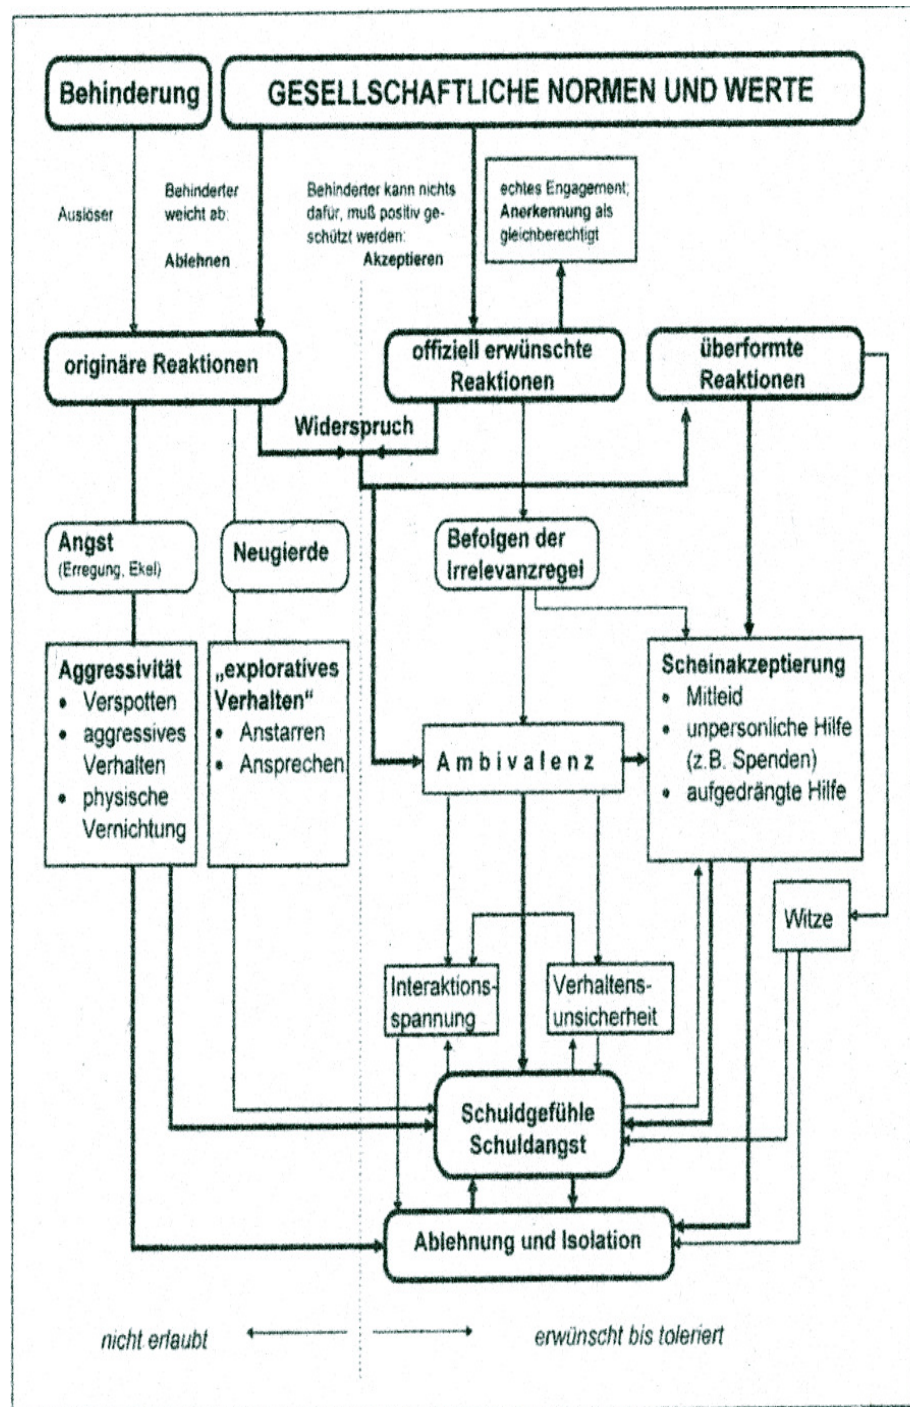 Behinderung
GESELLSCHAFTLICHE NORMEN UND WERTE
Auslöser
Behinderter
weicht ab:
Ablehnen
Behinderter kann nichts
dafür, muß positiv ge-
schützt werden:
Akzeptieren
echtes Engagement;
Anerkennung als
gleichberechtigt
originäre Reaktionen
offiziell erwünschte
Reaktionen
überformte
Reaktionen
Widerspruch
Angst
(Erregung, Ekel)
Neugierde
Befolgen der
Irrelevanzregel
Aggressivität
• Verspotten
• aggressives
Verhalten
• physische
Vernichtung
„exploratives
Verhalten“
• Anstarren
• Ansprechen
Ambivalenz
Scheinakzeptierung
• Mitleid
• unpersonliche Hilfe
(z.B. Spenden)
• aufgedrängte Hilfe
Witze
Interaktions-
spannung
Verhaltens-
unsicherheit
Schuldgefühle
Schuldangst
Ablehnung und Isolation
nicht erlaubt
erwünscht bis toleriert